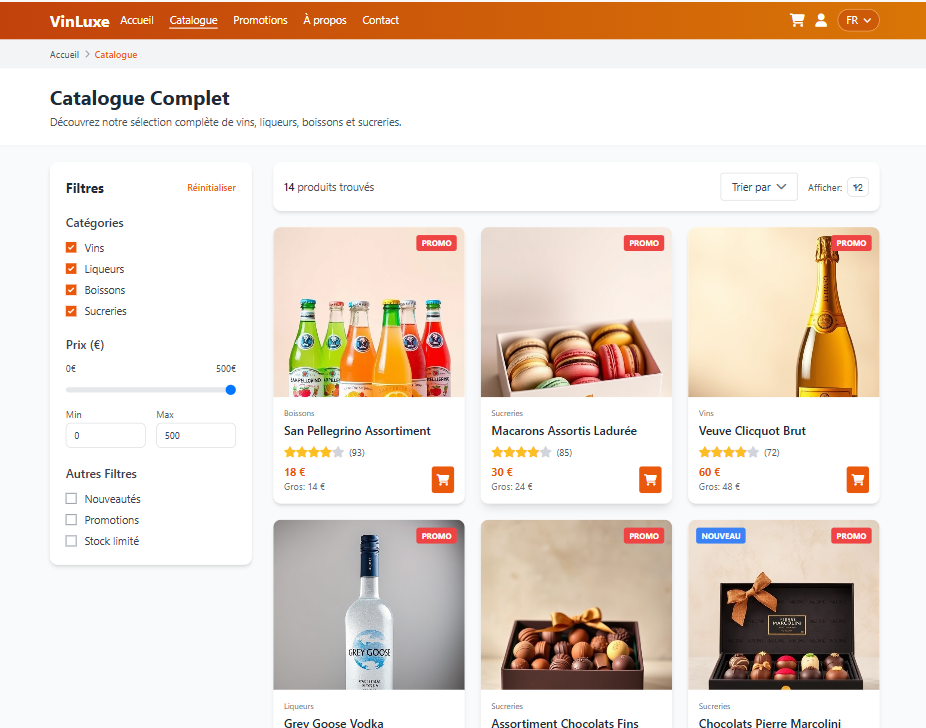 VinLuxe Accueil Catalogue Promotions À propos Contact FR
Accueil Catalogue
Catalogue Complet
Découvrez notre sélection complète de vins, liqueurs, boissons et sucreries.
Filtres Réinitialiser
Catégories
Vins
Liqueurs
Boissons
Sucreries
Prix (€)
0€ 500€
Min Max
0 500
Autres Filtres
Nouveautés
Promotions
Stock limité
14 produits trouvés Trier par Afficher: 12
PROMO PROMO PROMO
SANPELLEGRINO
Boissons
San Pellegrino Assortiment
(93)
18 €
Gros: 14 €
Sucreries
Macarons Assortis Ladurée
(85)
30 €
Gros: 24 €
Vins
Veuve Clicquot Brut
(72)
60 €
Gros: 48 €
PROMO PROMO NOUVEAU PROMO
GREY GOOSE
MARCOLINI
Liqueurs
Grey Goose Vodka
Sucreries
Assortiment Chocolats Fins
Sucreries
Chocolats Pierre Marcolini